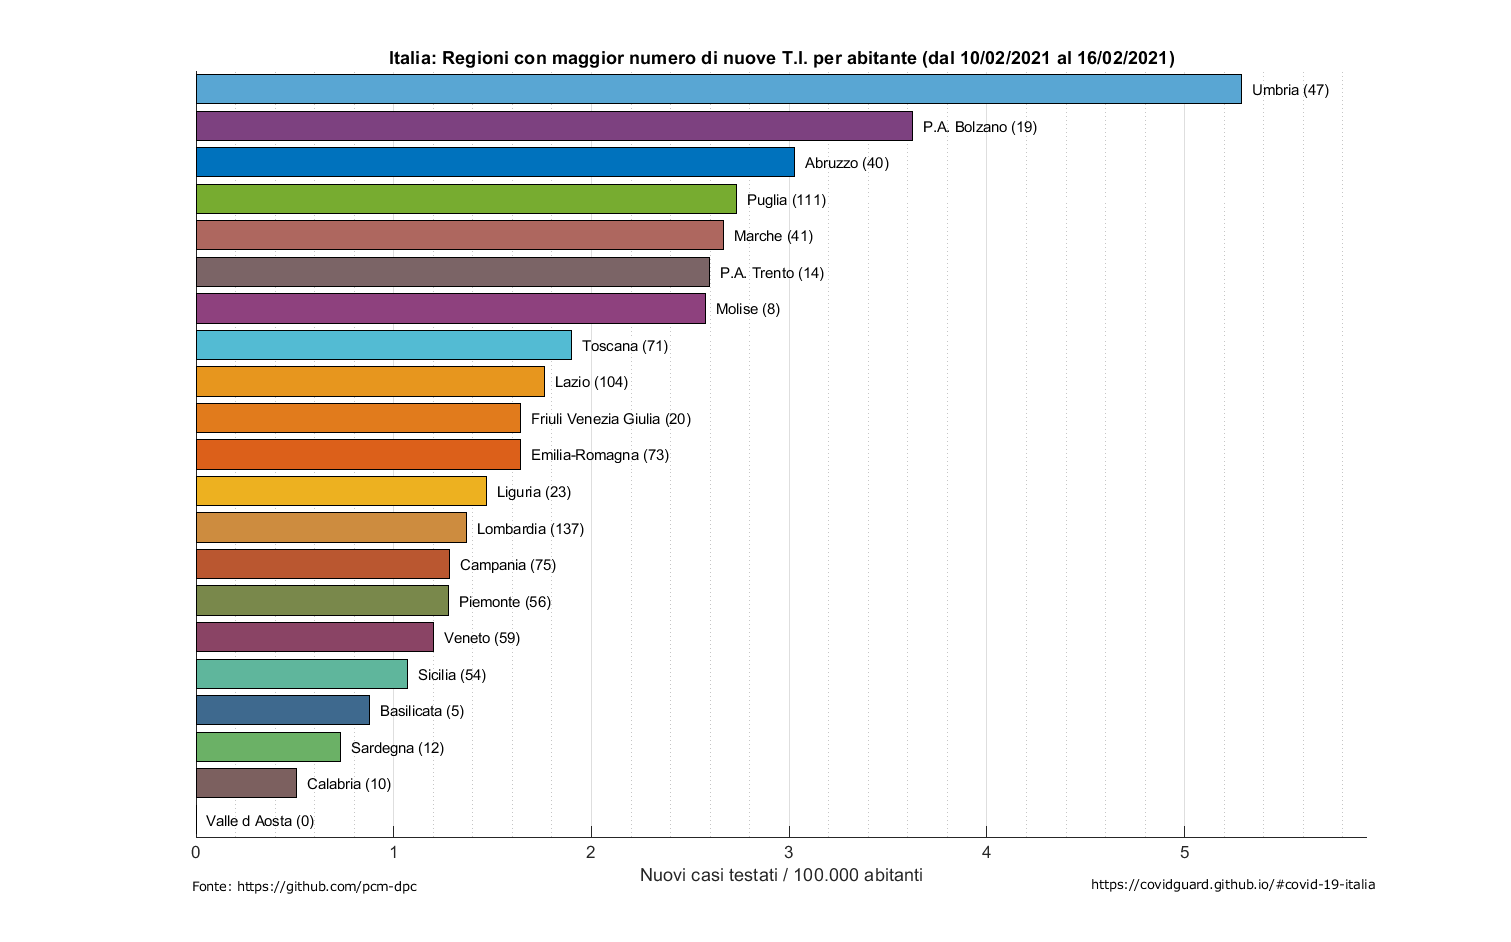 Italia: Regioni con maggior numero di nuove T.I. per abitante (dal 10/02/2021 al 16/02/2021)
Umbria (47)
P.A. Bolzano (19)
Abruzzo (40)
Puglia (111)
Marche (41)
P.A. Trento (14)
Molise (8)
Toscana (71)
Lazio (104)
Friuli Venezia Giulia (20)
Emilia-Romagna (73)
Liguria (23)
Lombardia (137)
Campania (75)
Piemonte (56)
Veneto (59)
Sicilia (54)
Basilicata (5)
Sardegna (12)
Calabria (10)
Valle d Aosta (0)
0 1 2 3 4 5
Nuovi casi testati / 100.000 abitanti
Fonte: https://github.com/pcm-dpc
https://covidguard.github.io/#covid-19-italia